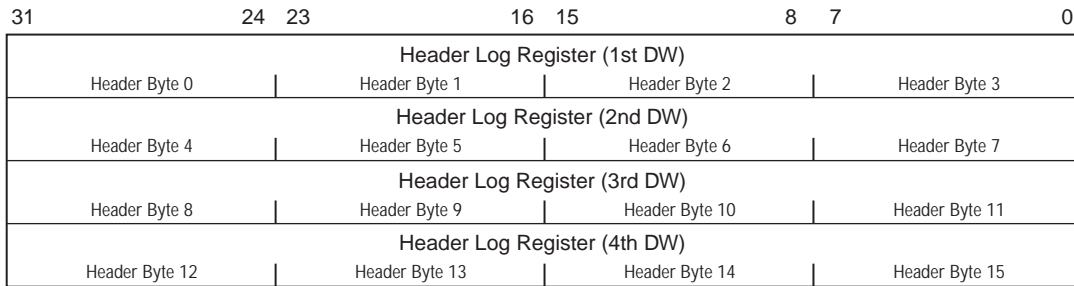 31 24 23 16 15 8 7 0
Header Log Register (1st DW)
Header Byte 0 Header Byte 1 Header Byte 2 Header Byte 3
Header Log Register (2nd DW)
Header Byte 4 Header Byte 5 Header Byte 6 Header Byte 7
Header Log Register (3rd DW)
Header Byte 8 Header Byte 9 Header Byte 10 Header Byte 11
Header Log Register (4th DW)
Header Byte 12 Header Byte 13 Header Byte 14 Header Byte 15